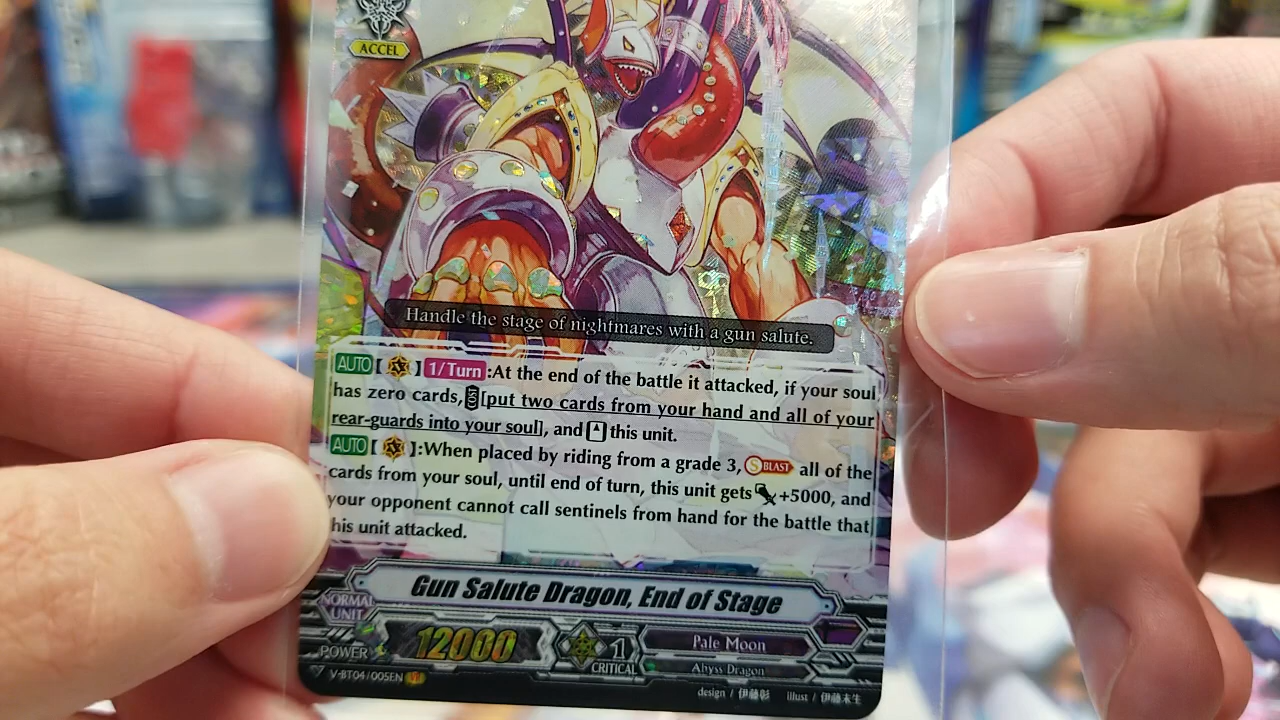 ACCEL
Handle the stage of nightmares with a gun salute.
AUTO【 】1/Turn:At the end of the battle it attacked, if your soul
has zero cards, [put two cards from your hand and all of your
rear-guards into your soul], and this unit.
AUTO【 】:When placed by riding from a grade 3, S BLAST all of the
cards from your soul, until end of turn, this unit gets +5000, and
your opponent cannot call sentinels from hand for the battle that
his unit attacked.
Gun Salute Dragon, End of Stage
NORMAL
UNIT
POWER 12000 1 CRITICAL
Pale Moon
Abyss Dragon
V-BT04/005EN
design / 伊藤彰 illust / 伊藤未生